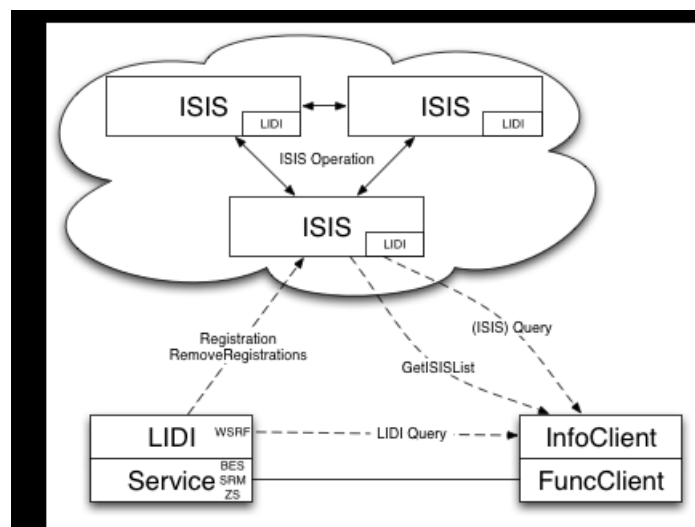 ISIS
LIDI
ISIS
LIDI
ISIS Operation
ISIS
LIDI
(ISIS) Query
Registration
RemoveRegistrations
GetISISList
LIDI
WSRF
LIDI Query
InfoClient
Service
BES
SRM
ZS
FuncClient